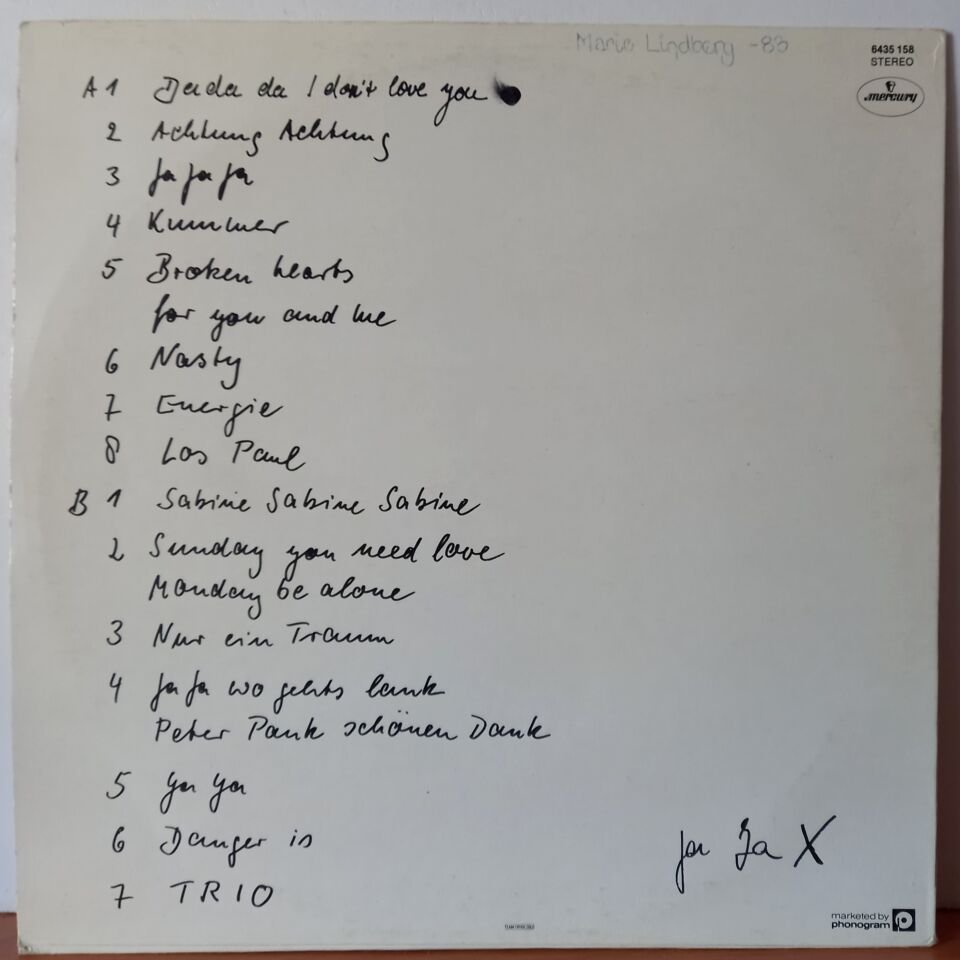 Marie Lindberg -83
6435 158
STEREO
mercury
A 1 Da da da I don't love you
2 Achtung Achtung
3 Ja Ja Ja
4 Kummer
5 Broken hearts
for you and me
6 Nasty
7 Energie
8 Los Paul
B 1 Sabine Sabine Sabine
2 Sunday you need love
Monday be alone
3 Nur ein Traum
4 Ja Ja wo gehts lank
Peter Pank schönen Dank
5 Ya Ya
6 Danger is
7 TRIO
Ja Ja X
marketed by
phonogram